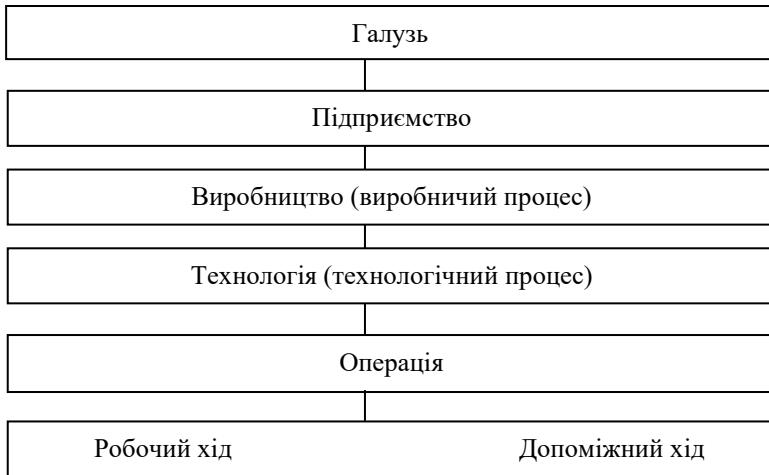 Галузь
Підприємство
Виробництво (виробничий процес)
Технологія (технологічний процес)
Операція
Робочий хід Допоміжний хід